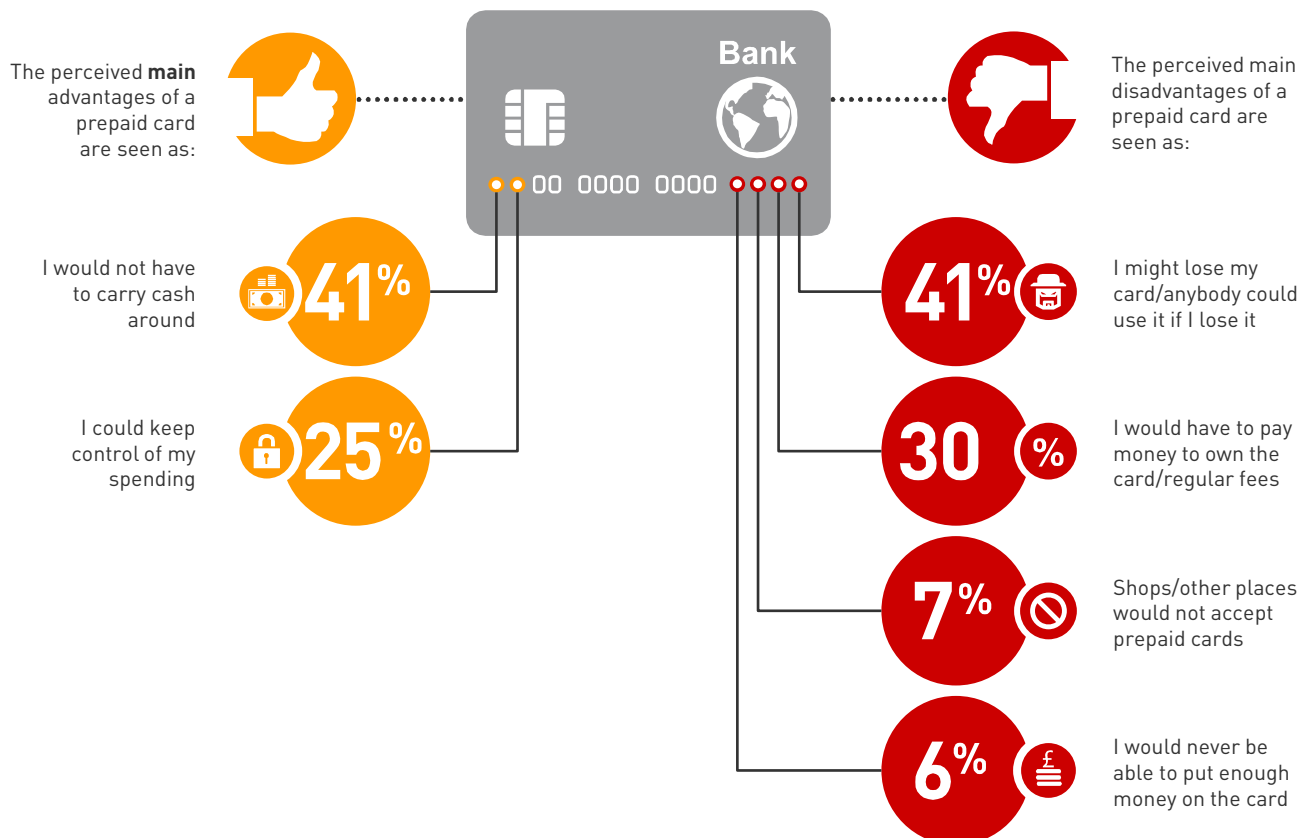 The perceived main
advantages of a
prepaid card
are seen as:
Bank
00 0000 0000
The perceived main
disadvantages of a
prepaid card are
seen as:
I would not have
to carry cash
around
41%
I could keep
control of my
spending
25%
41%
I might lose my
card/anybody could
use it if I lose it
30 %
I would have to pay
money to own the
card/regular fees
7%
Shops/other places
would not accept
prepaid cards
6%
£
I would never be
able to put enough
money on the card